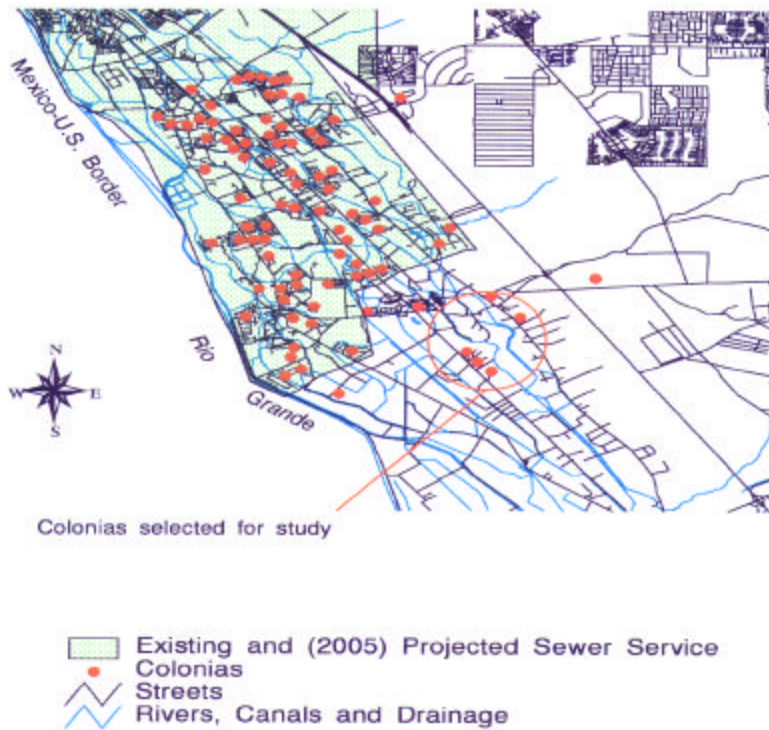 Mexico-U.S. Border
Rio
Grande
N
W E
S
Colonias selected for study
Existing and (2005) Projected Sewer Service
Colonias
Streets
Rivers, Canals and Drainage